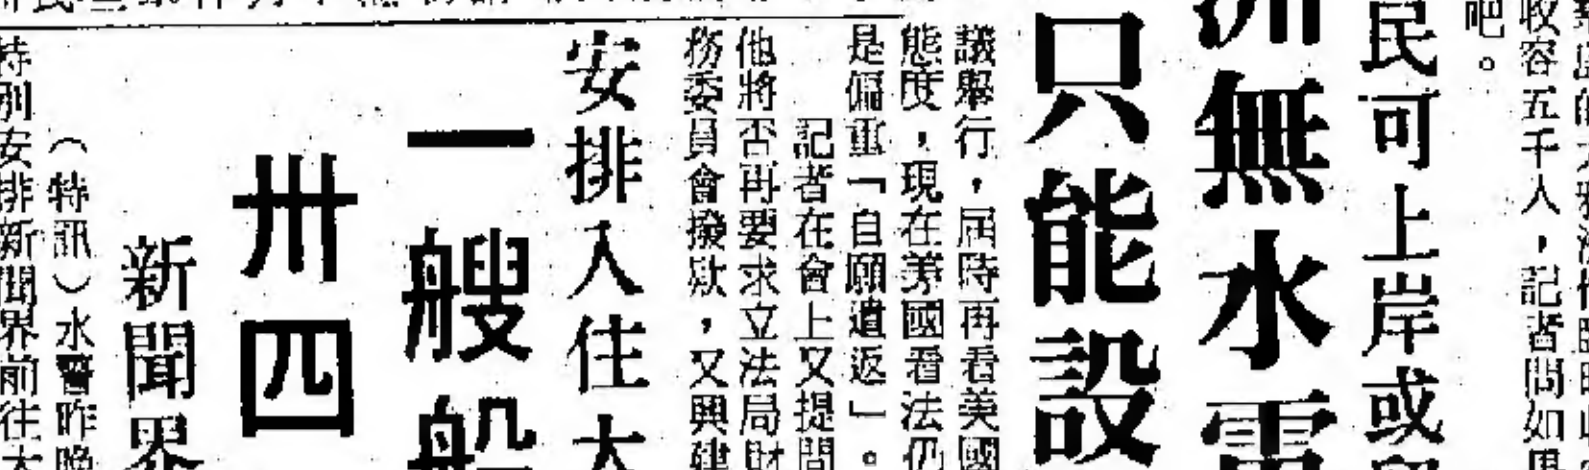 收容五千人，記者問如
吧。
民可上岸或
洲無水電
只能設
議舉行，屆時再看美國
態度，現在美國看法仍
是偏重「自願遣返」。
記者在會上又提問
他將否再要求立法局財
務委員會撥欵，又興建
安排入住大
一艘船
卅四
新聞界
（特訊）水警昨晚
特別安排新聞界前往大